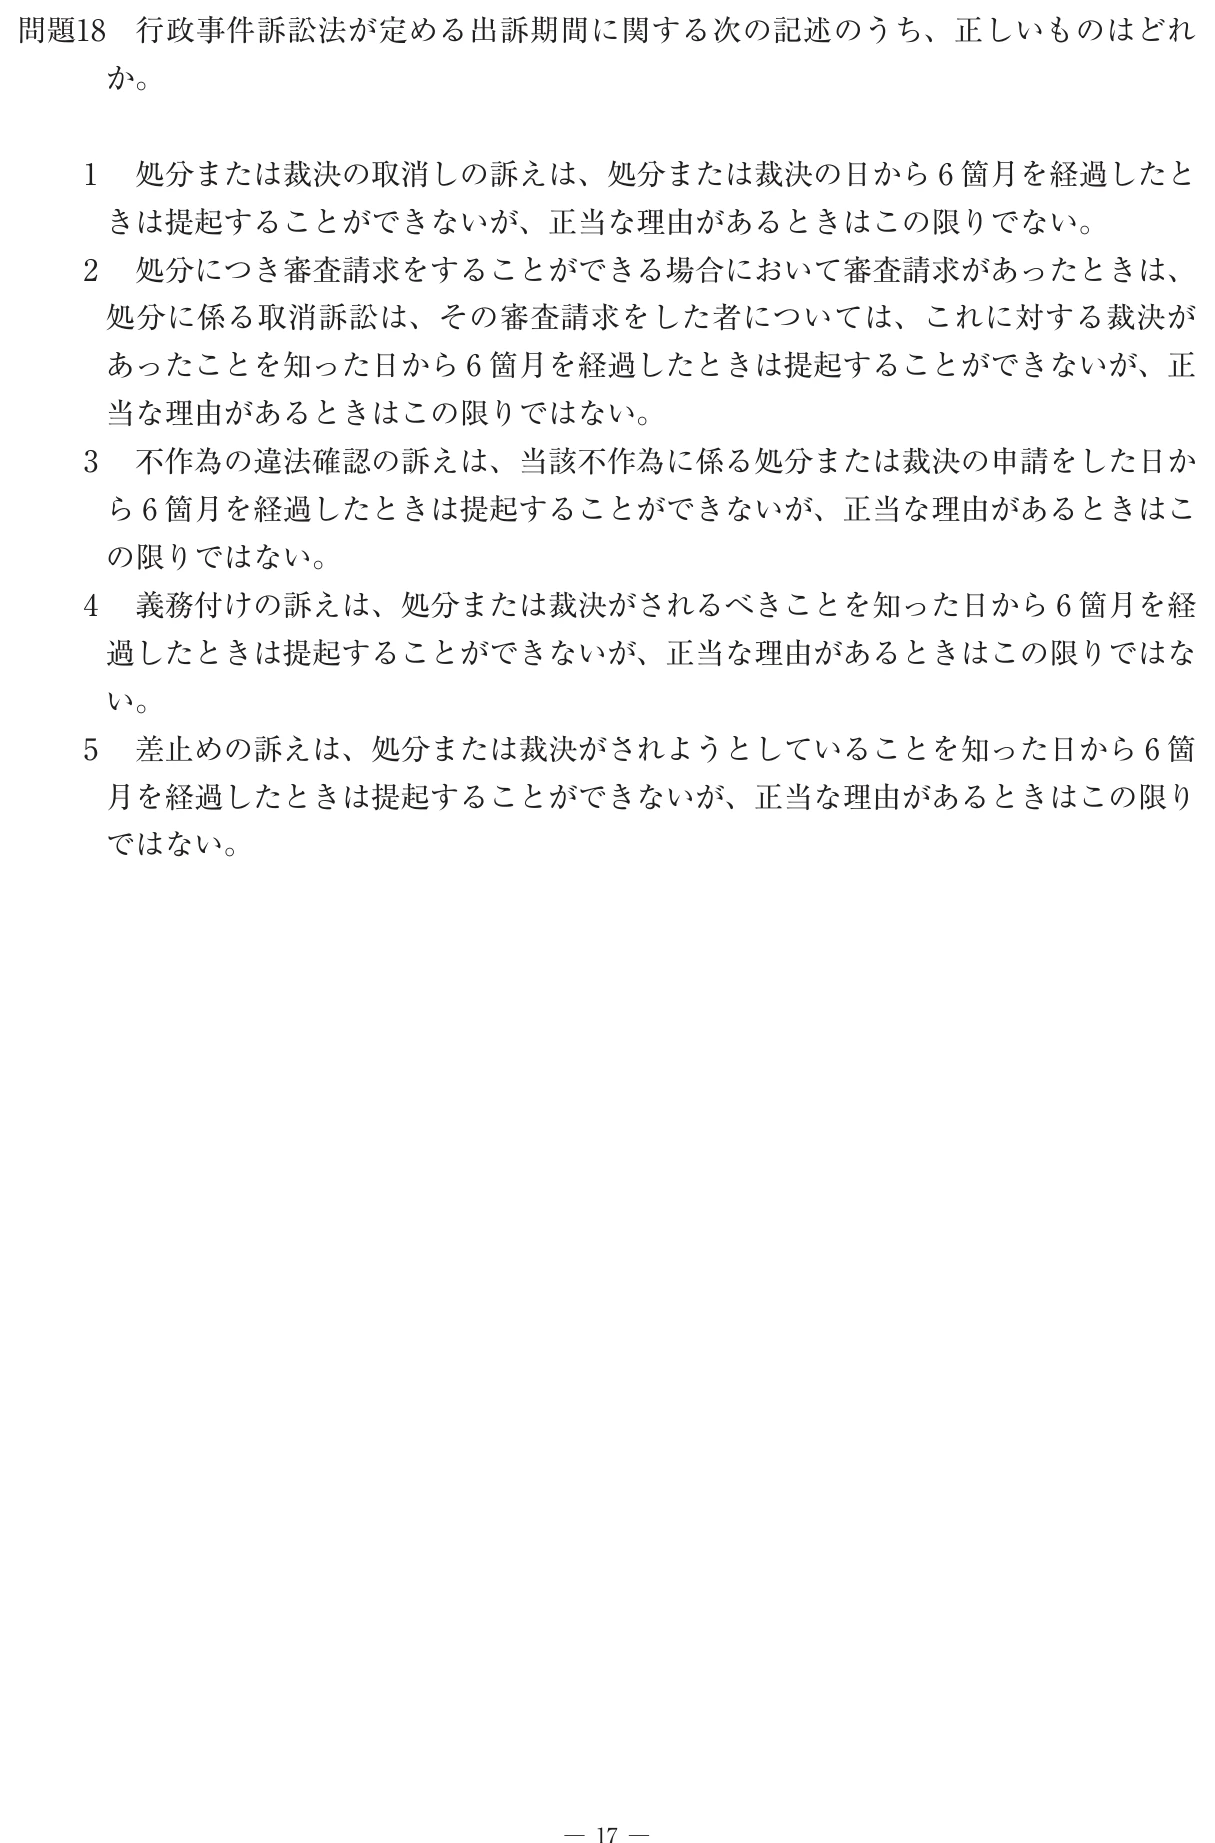 問題18　行政事件訴訟法が定める出訴期間に関する次の記述のうち、正しいものはどれ
か。
1　処分または裁決の取消しの訴えは、処分または裁決の日から6箇月を経過したと
きは提起することができないが、正当な理由があるときはこの限りでない。
2　処分につき審査請求をすることができる場合において審査請求があったときは、
処分に係る取消訴訟は、その審査請求をした者については、これに対する裁決が
あったことを知った日から6箇月を経過したときは提起することができないが、正
当な理由があるときはこの限りではない。
3　不作為の違法確認の訴えは、当該不作為に係る処分または裁決の申請をした日か
ら6箇月を経過したときは提起することができないが、正当な理由があるときはこ
の限りではない。
4　義務付けの訴えは、処分または裁決がされるべきことを知った日から6箇月を経
過したときは提起することができないが、正当な理由があるときはこの限りではな
い。
5　差止めの訴えは、処分または裁決がされようとしていることを知った日から6箇
月を経過したときは提起することができないが、正当な理由があるときはこの限り
ではない。
― 17 ―